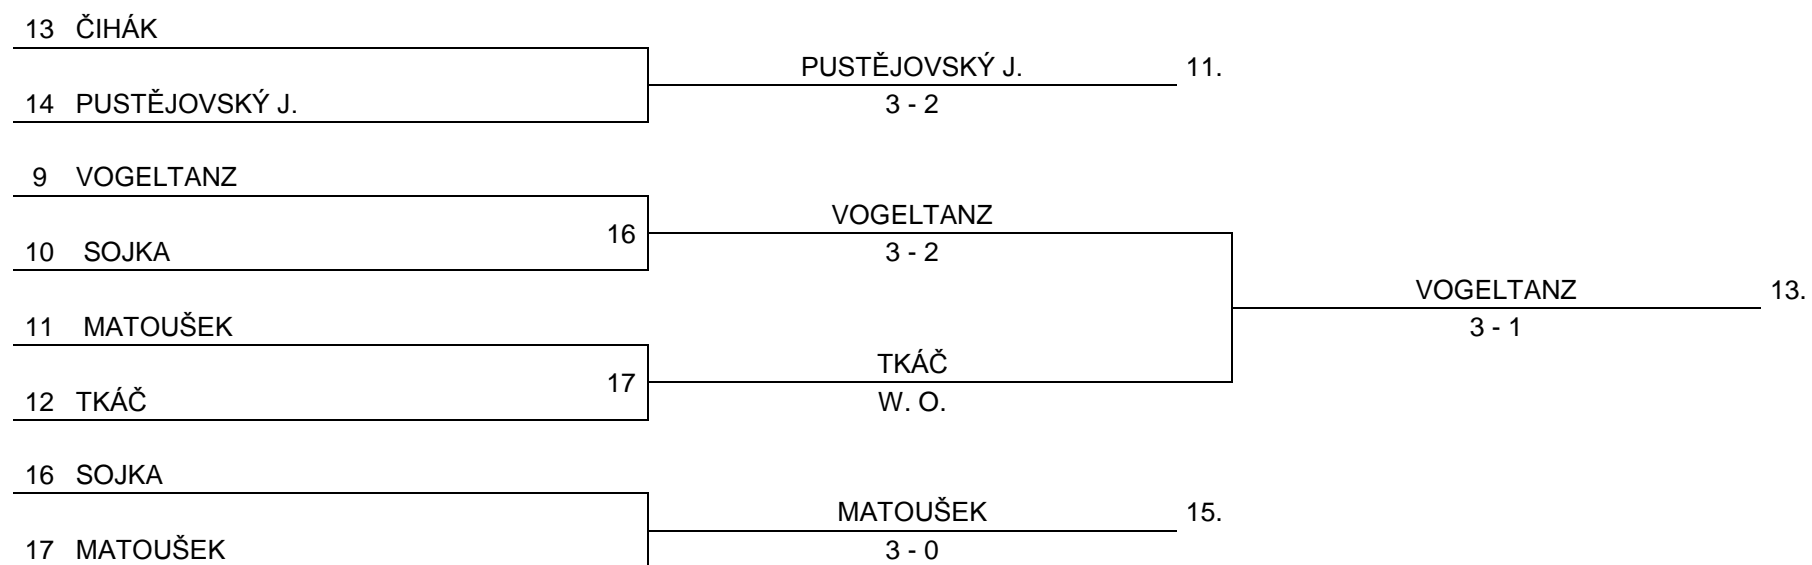 13 ČIHÁK
PUSTĚJOVSKÝ J. 11.
14 PUSTĚJOVSKÝ J. 3 - 2
9 VOGELTANZ
16 VOGELTANZ
10 SOJKA 3 - 2
VOGELTANZ 13.
11 MATOUŠEK 3 - 1
17 TKÁČ
12 TKÁČ W. O.
16 SOJKA
MATOUŠEK 15.
17 MATOUŠEK 3 - 0